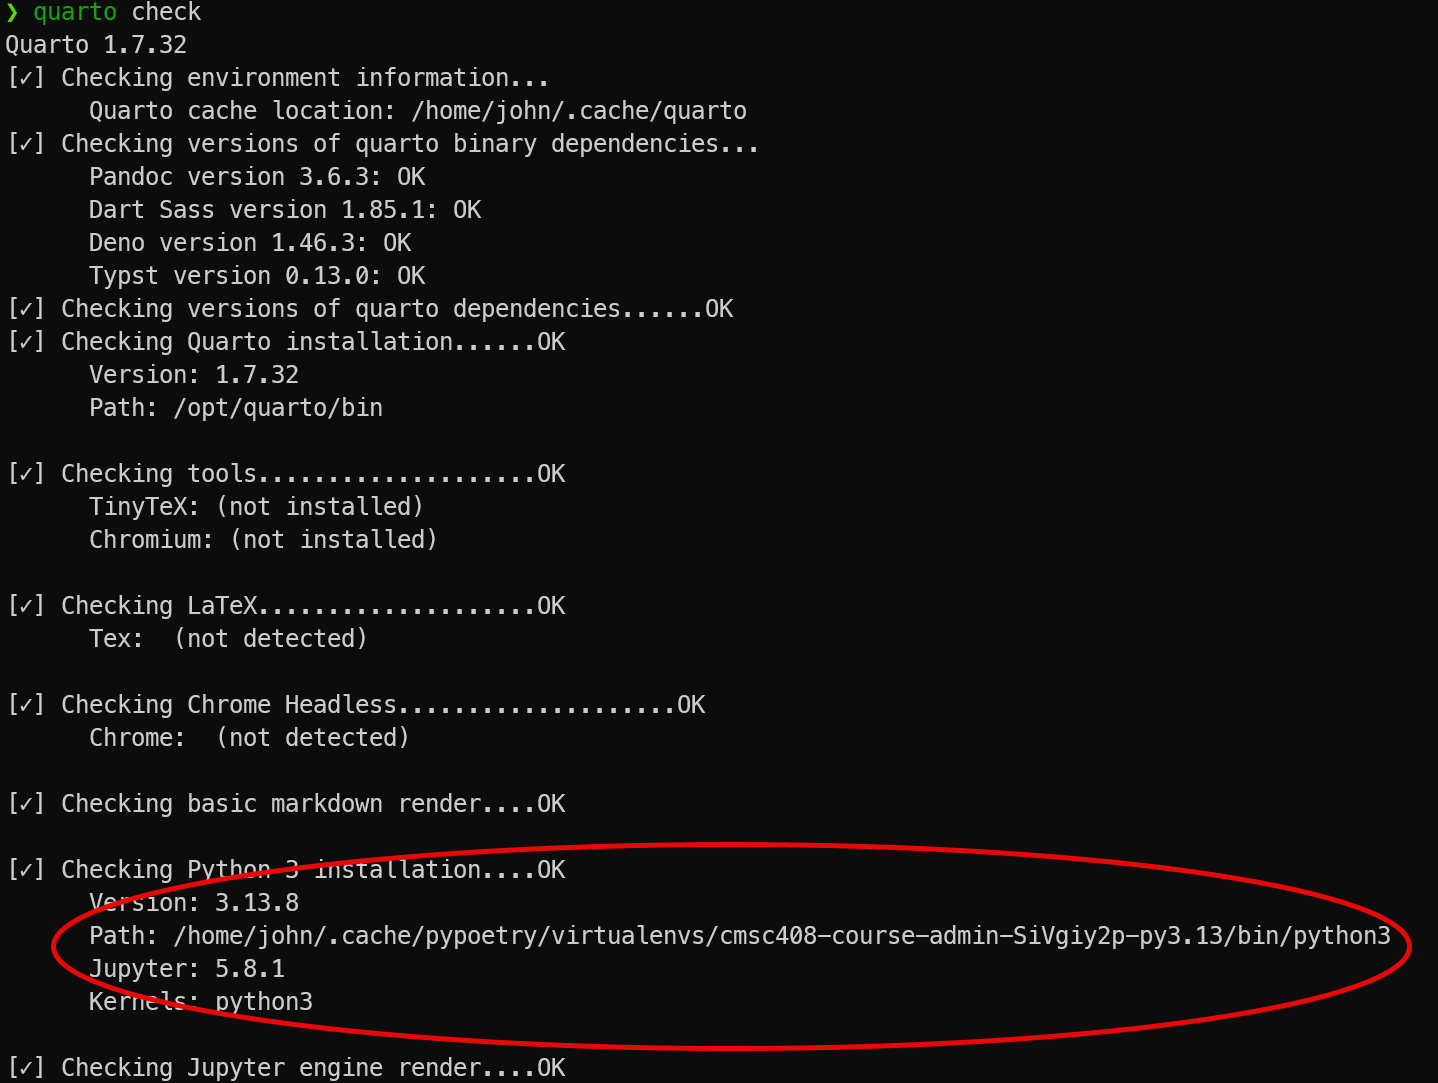 ❯ quarto check
Quarto 1.7.32
[✓] Checking environment information...
      Quarto cache location: /home/john/.cache/quarto
[✓] Checking versions of quarto binary dependencies...
      Pandoc version 3.6.3: OK
      Dart Sass version 1.85.1: OK
      Deno version 1.46.3: OK
      Typst version 0.13.0: OK
[✓] Checking versions of quarto dependencies......OK
[✓] Checking Quarto installation......OK
      Version: 1.7.32
      Path: /opt/quarto/bin
[✓] Checking tools....................OK
      TinyTeX: (not installed)
      Chromium: (not installed)
[✓] Checking LaTeX....................OK
      Tex:  (not detected)
[✓] Checking Chrome Headless....................OK
      Chrome:  (not detected)
[✓] Checking basic markdown render....OK
[✓] Checking Python 3 installation....OK
      Version: 3.13.8
      Path: /home/john/.cache/pypoetry/virtualenvs/cmsc408-course-admin-SiVgiy2p-py3.13/bin/python3
      Jupyter: 5.8.1
      Kernels: python3
[✓] Checking Jupyter engine render....OK